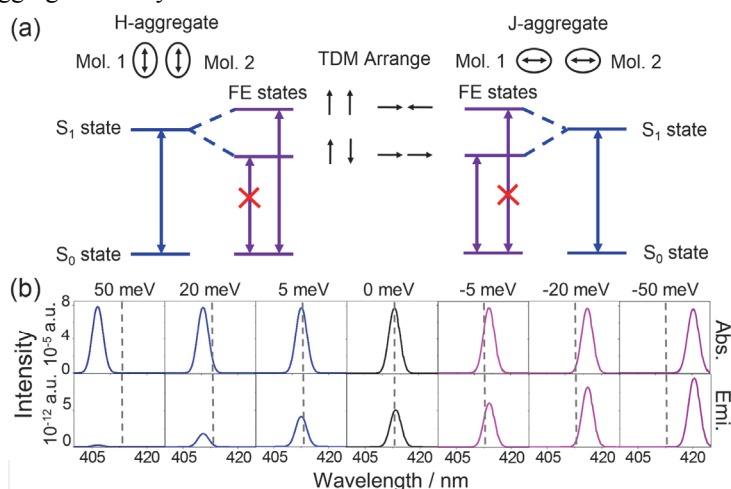 (a)
H-aggregate
J-aggregate
Mol. 1
Mol. 2
TDM Arrange
Mol. 1
Mol. 2
FE states
FE states
S₁ state
S₁ state
S₀ state
S₀ state
(b)
50 meV 20 meV 5 meV 0 meV -5 meV -20 meV -50 meV
Intensity
10⁻⁵ a.u.
8
4
0
Abs.
10⁻¹² a.u.
5
0
Emi.
405 420 405 420 405 420 405 420 405 420 405 420 405 420
Wavelength / nm